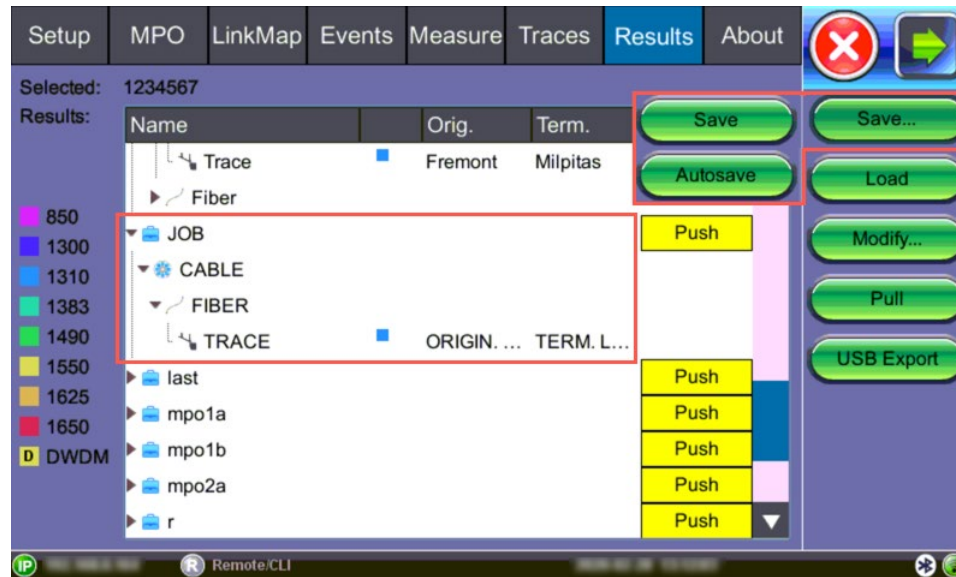 Setup MPO LinkMap Events Measure Traces Results About
Selected: 1234567
Results:
Name Orig. Term.
Save
Save...
Trace Fremont Milpitas
Autosave
Load
Fiber
850
JOB Push
Modify...
1300
CABLE
1310
FIBER
Pull
1383
TRACE ORIGIN. ... TERM. L...
1490
USB Export
1550
last Push
1625
mpo1a Push
1650
mpo1b Push
D DWDM
mpo2a Push
r Push
IP
R Remote/CLI